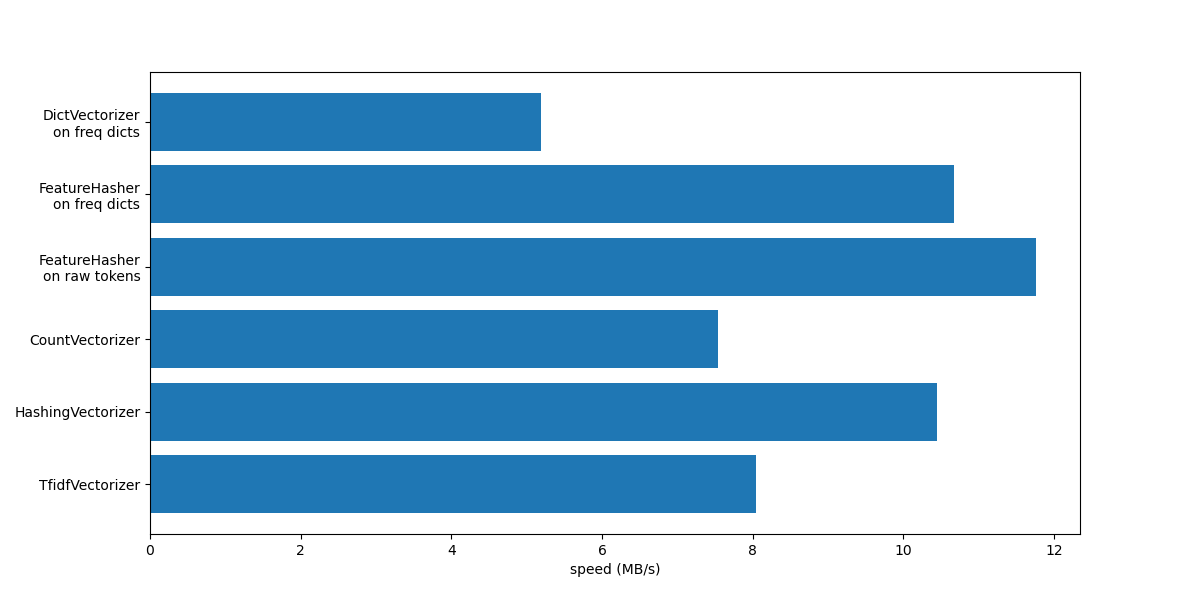 DictVectorizer
on freq dicts
FeatureHasher
on freq dicts
FeatureHasher
on raw tokens
CountVectorizer
HashingVectorizer
TfidfVectorizer
0 2 4 6 8 10 12
speed (MB/s)